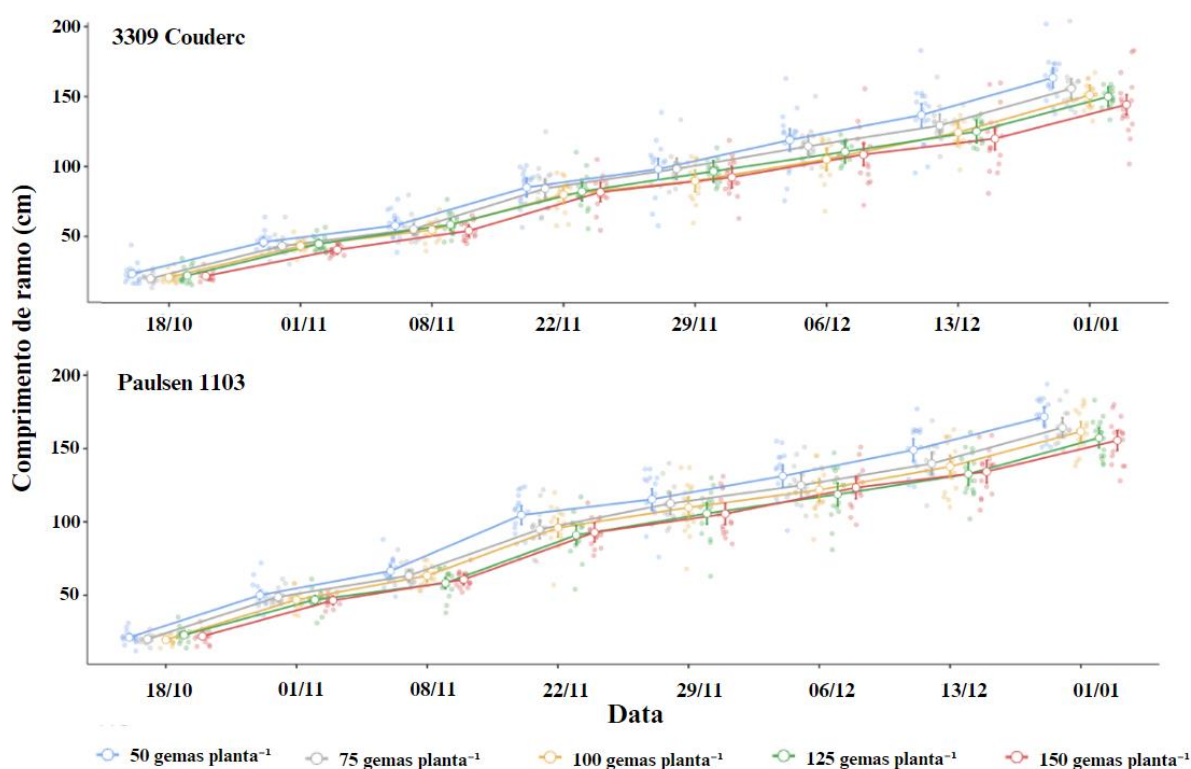 3309 Couderc
200
150
100
50
18/10 01/11 08/11 22/11 29/11 06/12 13/12 01/01
Comprimento de ramo (cm)
Paulsen 1103
200
150
100
50
18/10 01/11 08/11 22/11 29/11 06/12 13/12 01/01
Data
50 gemas planta⁻¹ 75 gemas planta⁻¹ 100 gemas planta⁻¹ 125 gemas planta⁻¹ 150 gemas planta⁻¹